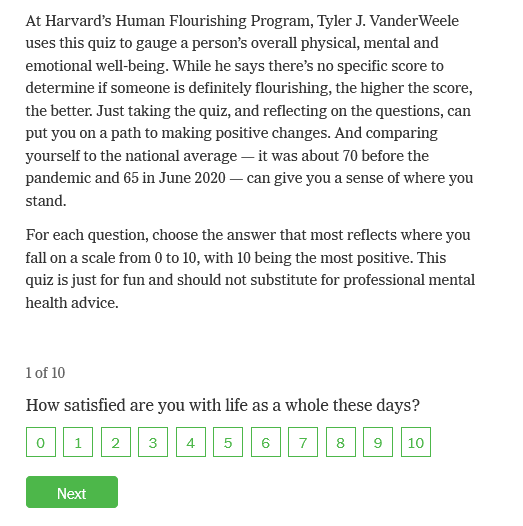 At Harvard’s Human Flourishing Program, Tyler J. VanderWeele
uses this quiz to gauge a person’s overall physical, mental and
emotional well-being. While he says there’s no specific score to
determine if someone is definitely flourishing, the higher the score,
the better. Just taking the quiz, and reflecting on the questions, can
put you on a path to making positive changes. And comparing
yourself to the national average — it was about 70 before the
pandemic and 65 in June 2020 — can give you a sense of where you
stand.
For each question, choose the answer that most reflects where you
fall on a scale from 0 to 10, with 10 being the most positive. This
quiz is just for fun and should not substitute for professional mental
health advice.
1 of 10
How satisfied are you with life as a whole these days?
0 1 2 3 4 5 6 7 8 9 10
Next